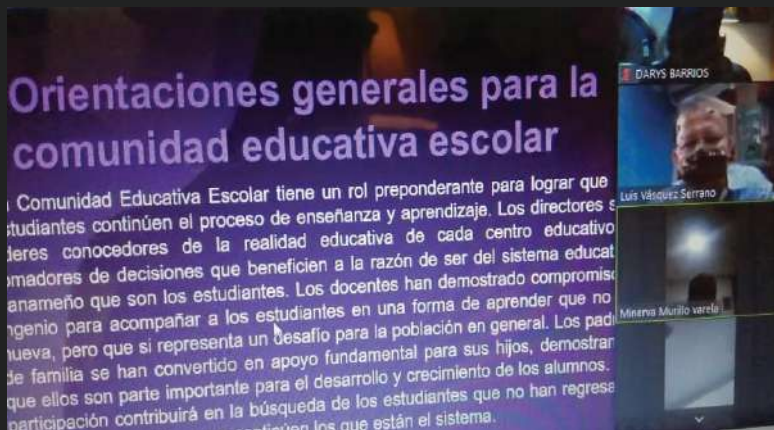 Orientaciones generales para la
comunidad educativa escolar
Comunidad Educativa Escolar tiene un rol preponderante para lograr que
studiantes continúen el proceso de enseñanza y aprendizaje. Los directores s
deres conocedores de la realidad educativa de cada centro educativo
omadores de decisiones que beneficien a la razón de ser del sistema educat
anameño que son los estudiantes. Los docentes han demostrado compromiso
ngenio para acompañar a los estudiantes en una forma de aprender que no
nueva, pero que si representa un desafío para la población en general. Los pad
de familia se han convertido en apoyo fundamental para sus hijos, demostran
que ellos son parte importante para el desarrollo y crecimiento de los alumnos.
participación contribuirá en la búsqueda de los estudiantes que no han regresa
los que están el sistema.
DARYS BARRIOS
Luis Vásquez Serrano
Minerva Murillo varela